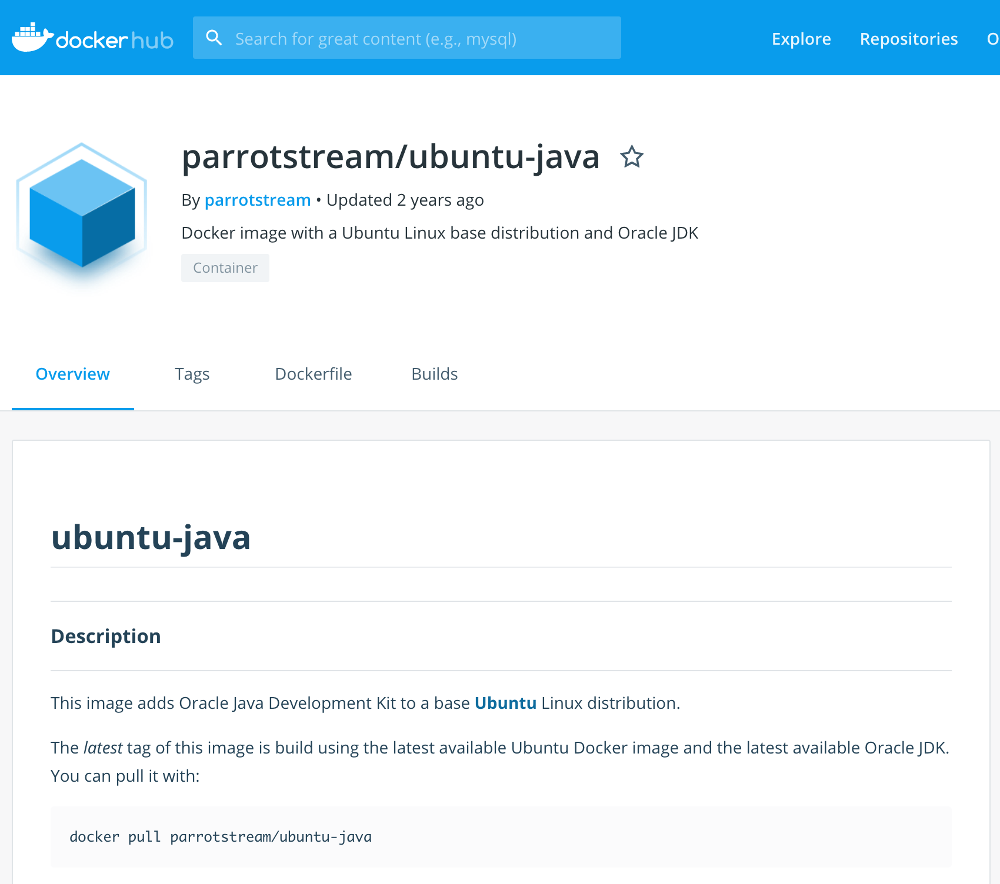 docker hub
Search for great content (e.g., mysql)
Explore
Repositories
O
parrotstream/ubuntu-java
By parrotstream • Updated 2 years ago
Docker image with a Ubuntu Linux base distribution and Oracle JDK
Container
Overview
Tags
Dockerfile
Builds
ubuntu-java
Description
This image adds Oracle Java Development Kit to a base Ubuntu Linux distribution.
The latest tag of this image is build using the latest available Ubuntu Docker image and the latest available Oracle JDK.
You can pull it with:
docker pull parrotstream/ubuntu-java